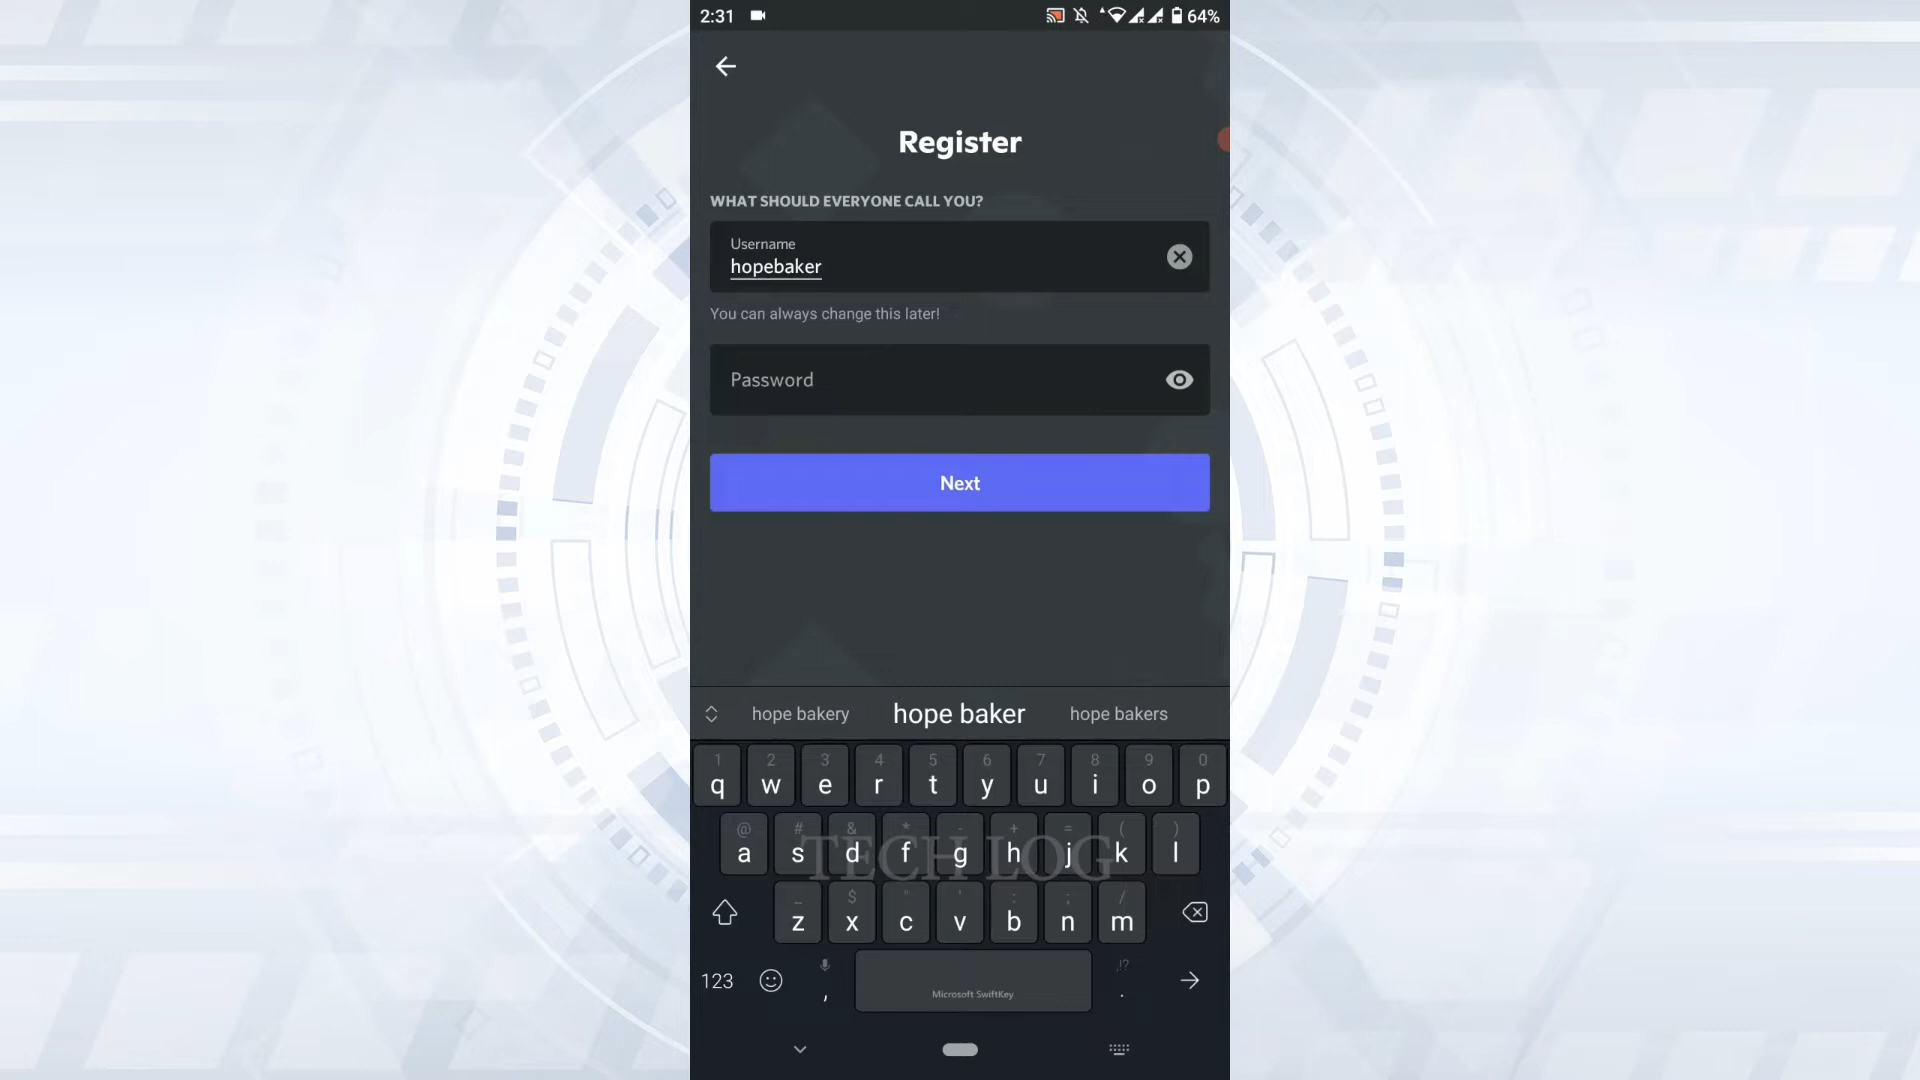 2:31 64%
Register
WHAT SHOULD EVERYONE CALL YOU?
Username
hopebaker
You can always change this later!
Password
Next
hope bakery hope baker hope bakers
1 2 3 4 5 6 7 8 9 0
q w e r t y u i o p
@ # & * - + = ( )
a s d f g h j k l
TECH LOG
_ $ " ' : ; /
z x c v b n m
,!?
123 , .
Microsoft SwiftKey